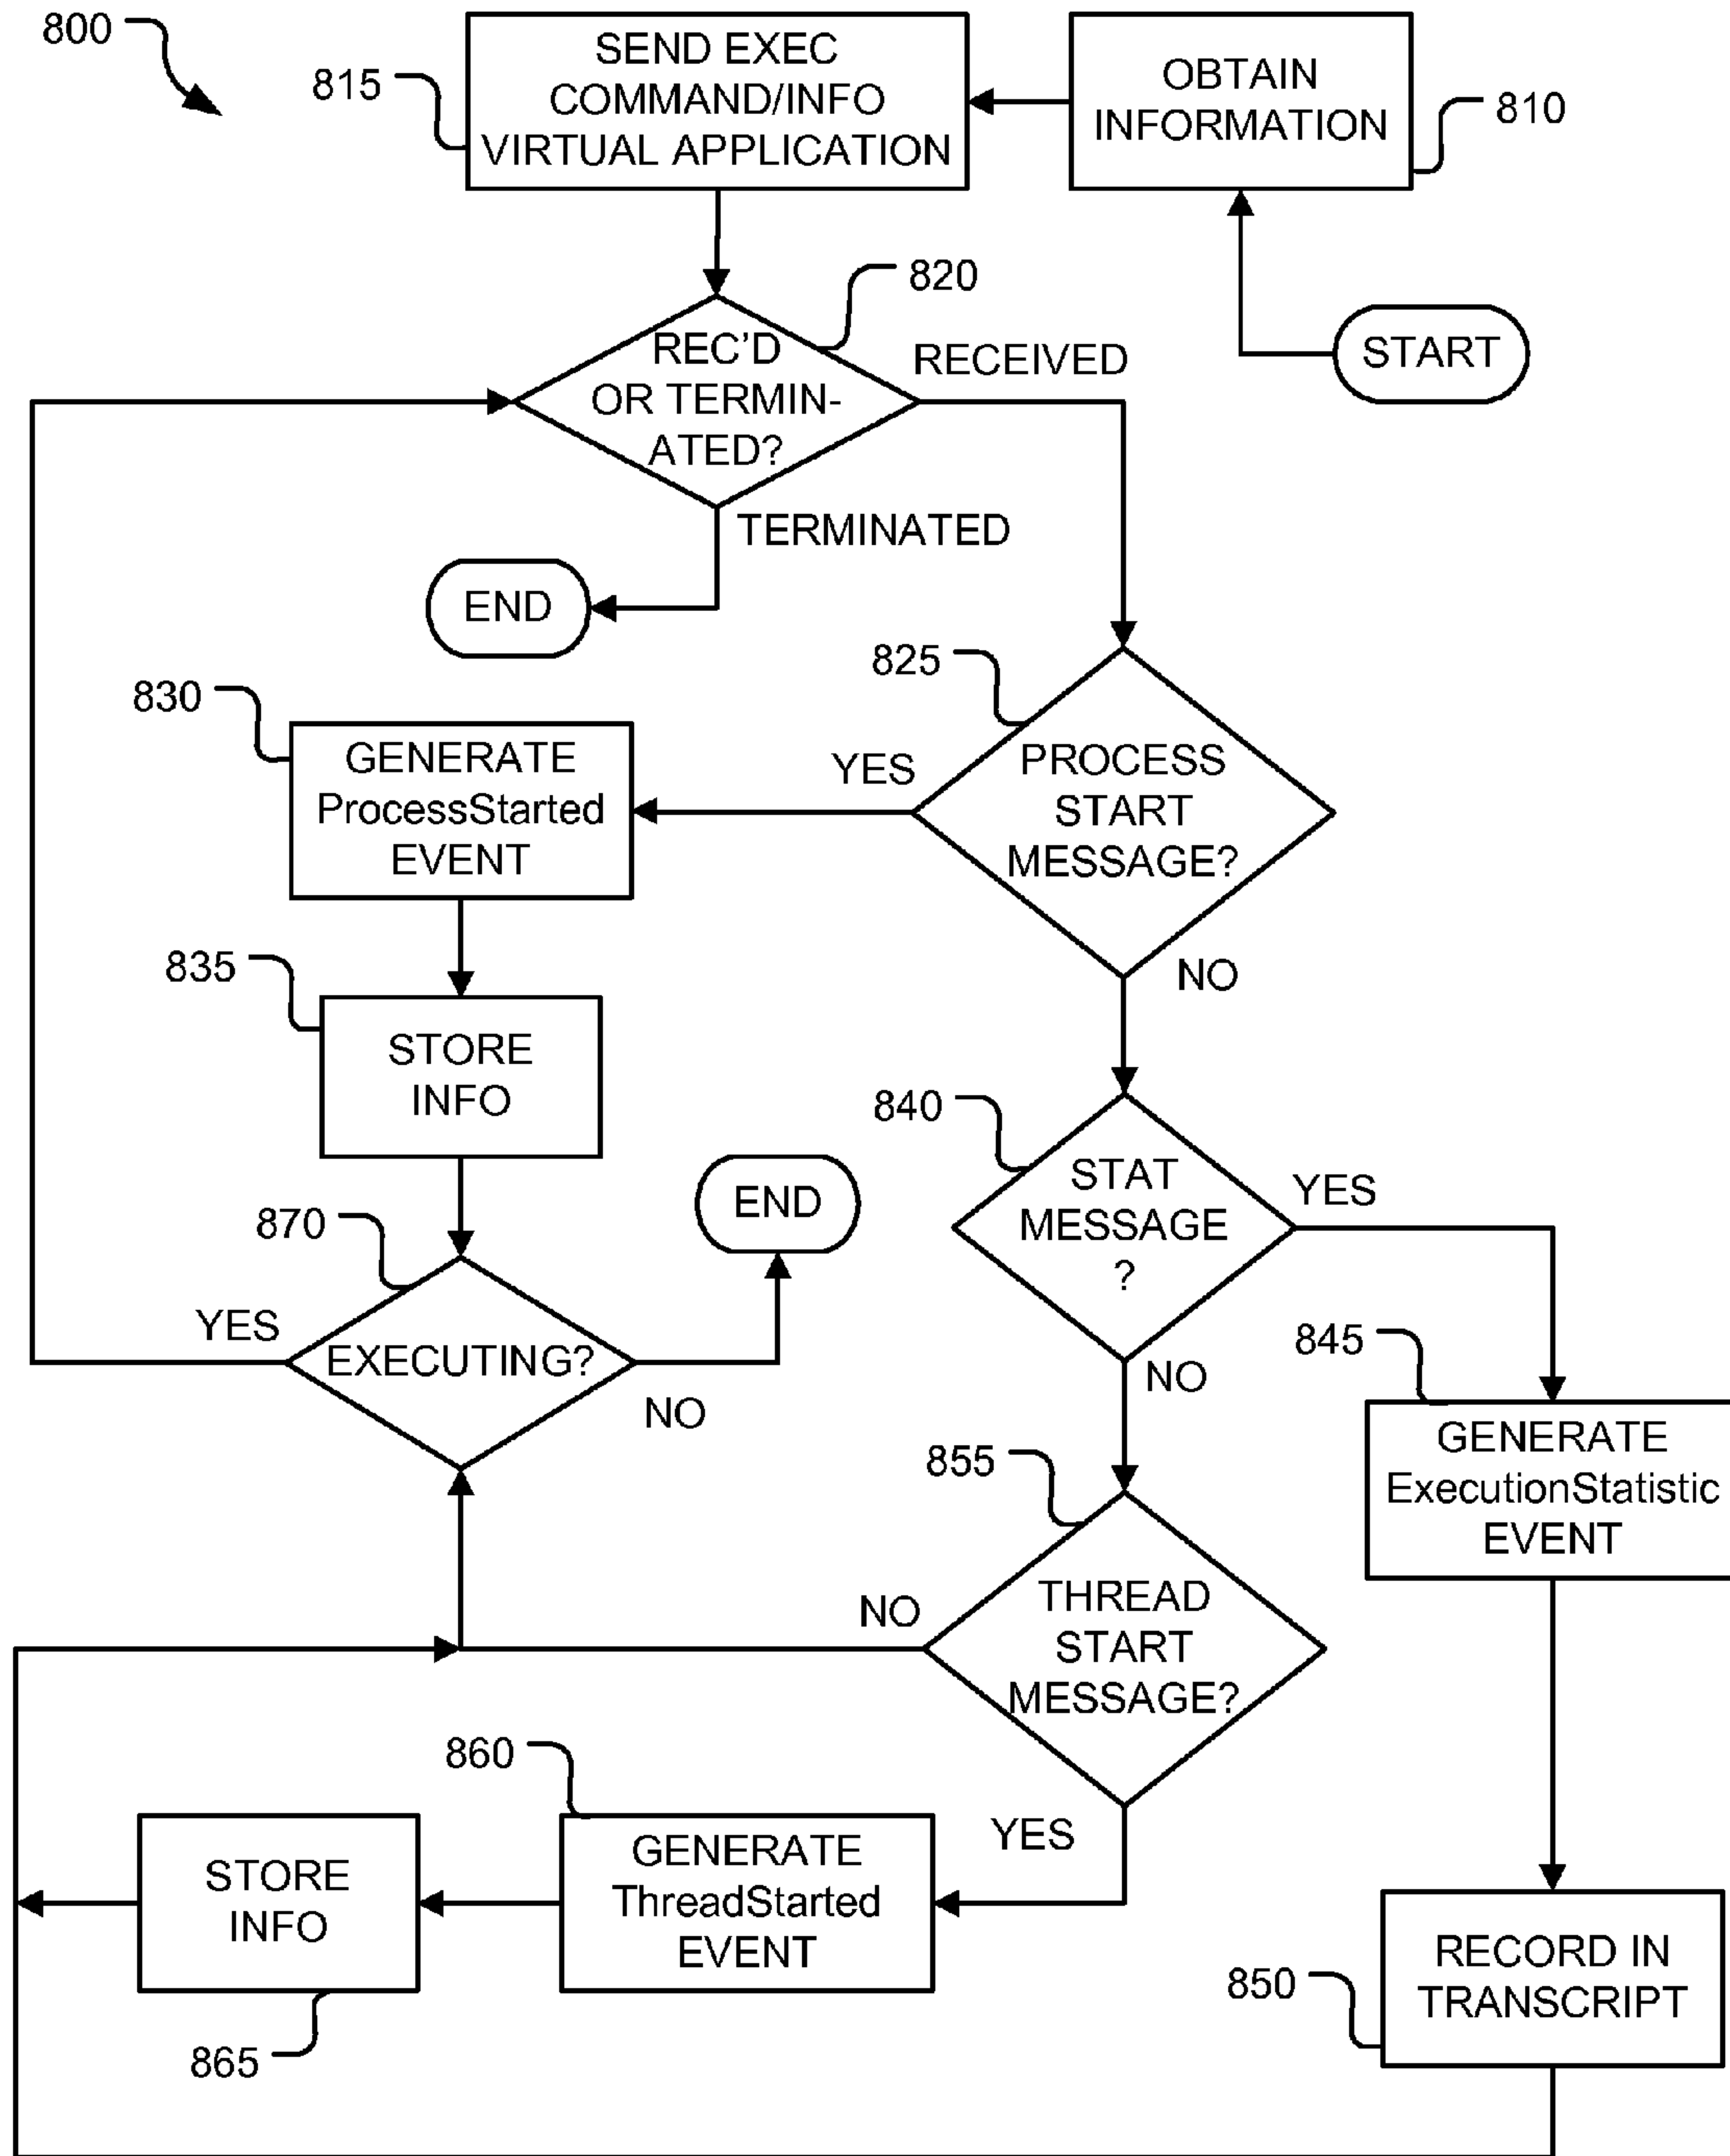 800
SEND EXEC
COMMAND/INFO
VIRTUAL APPLICATION
815
OBTAIN
INFORMATION
810
START
820
REC'D
OR TERMIN-
ATED?
RECEIVED
TERMINATED
END
825
PROCESS
START
MESSAGE?
YES
NO
830
GENERATE
ProcessStarted
EVENT
835
STORE
INFO
840
STAT
MESSAGE
?
YES
NO
END
870
EXECUTING?
YES
NO
845
GENERATE
ExecutionStatistic
EVENT
855
THREAD
START
MESSAGE?
NO
YES
860
GENERATE
ThreadStarted
EVENT
STORE
INFO
865
850
RECORD IN
TRANSCRIPT